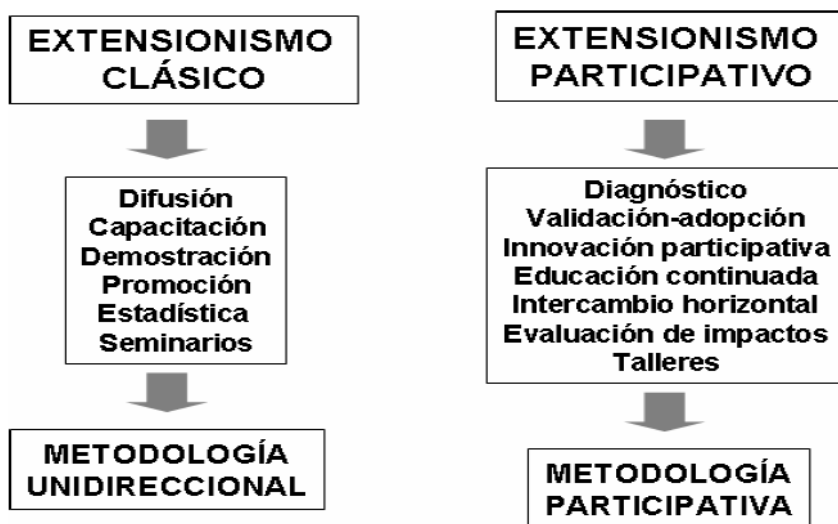 EXTENSIONISMO
CLÁSICO
Difusión
Capacitación
Demostración
Promoción
Estadística
Seminarios
METODOLOGÍA
UNIDIRECCIONAL
EXTENSIONISMO
PARTICIPATIVO
Diagnóstico
Validación-adopción
Innovación participativa
Educación continuada
Intercambio horizontal
Evaluación de impactos
Talleres
METODOLOGÍA
PARTICIPATIVA